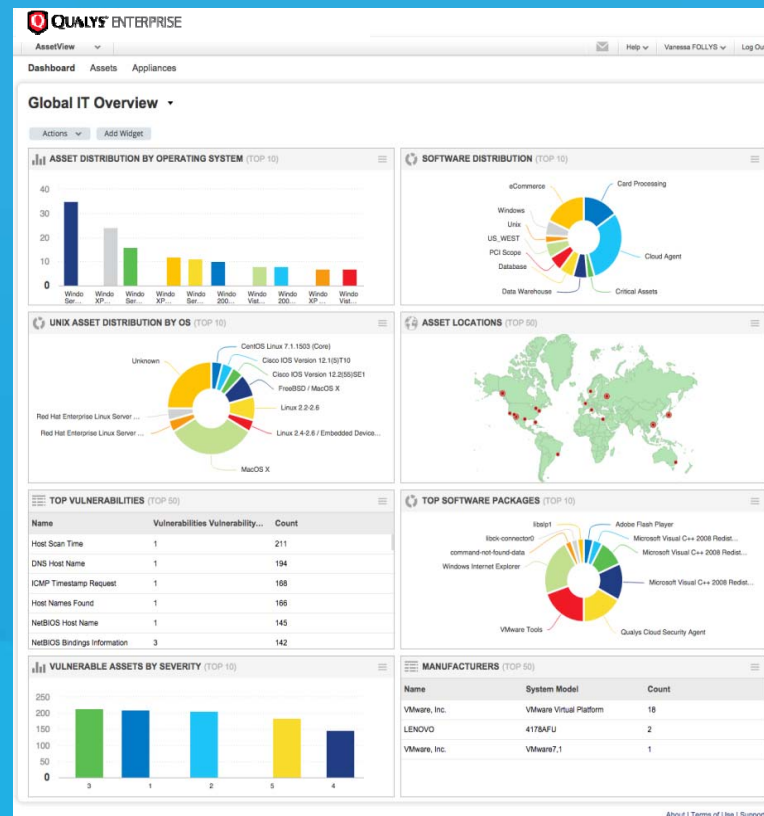 QUALYS® ENTERPRISE
AssetView
Help
Vanessa FOLLYS
Log Ou
Dashboard Assets Appliances
Global IT Overview
Actions
Add Widget
ASSET DISTRIBUTION BY OPERATING SYSTEM (TOP 10)
40
30
20
10
0
Windo Ser...
Windo XP...
Windo Ser...
Windo XP...
Windo Ser...
Windo 200...
Windo Vist...
Windo 200...
Windo XP ...
Windo Vist...
SOFTWARE DISTRIBUTION (TOP 10)
eCommerce
Card Processing
Windows
Unix
US_WEST
PCI Scope
Database
Cloud Agent
Data Warehouse
Critical Assets
UNIX ASSET DISTRIBUTION BY OS (TOP 10)
CentOS Linux 7.1.1503 (Core)
Unknown
Cisco IOS Version 12.1(5)T10
Cisco IOS Version 12.2(55)SE1
FreeBSD / MacOS X
Linux 2.2-2.6
Red Hat Enterprise Linux Server ...
Red Hat Enterprise Linux Server ...
Linux 2.4-2.6 / Embedded Device...
MacOS X
ASSET LOCATIONS (TOP 50)
TOP VULNERABILITIES (TOP 50)
Name Vulnerabilities Vulnerability... Count
Host Scan Time 1 211
DNS Host Name 1 194
ICMP Timestamp Request 1 168
Host Names Found 1 166
NetBIOS Host Name 1 145
NetBIOS Bindings Information 3 142
TOP SOFTWARE PACKAGES (TOP 10)
libslp1
Adobe Flash Player
libck-connector0
Microsoft Visual C++ 2008 Redist...
command-not-found-data
Microsoft Visual C++ 2008 Redist...
Windows Internet Explorer
Microsoft Visual C++ 2008 Redist...
VMware Tools
Qualys Cloud Security Agent
VULNERABLE ASSETS BY SEVERITY (TOP 10)
250
200
150
100
50
0
3 1 2 5 4
MANUFACTURERS (TOP 50)
Name System Model Count
VMware, Inc. VMware Virtual Platform 18
LENOVO 4178AFU 2
VMware, Inc. VMware7,1 1
About | Terms of Use | Support